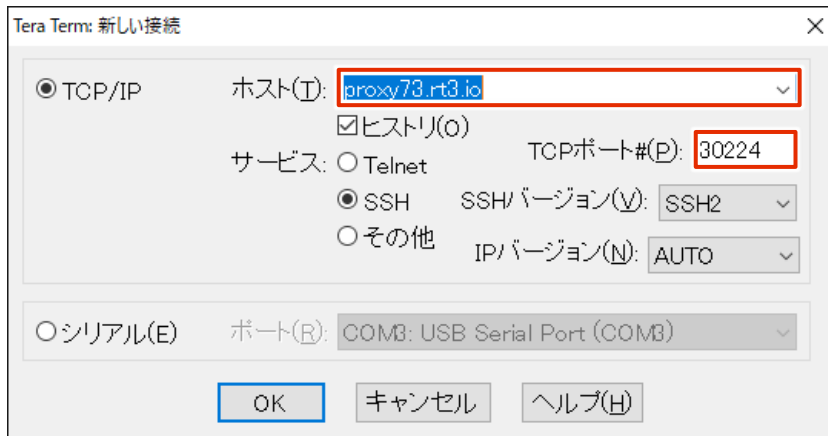 Tera Term: 新しい接続
TCP/IP
ホスト(T): proxy73.rt3.io
ヒストリ(O)
サービス: Telnet
TCPポート#(P): 30224
SSH
SSHバージョン(V): SSH2
その他
IPバージョン(N): AUTO
シリアル(E)
ポート(R): COM3: USB Serial Port (COM3)
OK
キャンセル
ヘルプ(H)